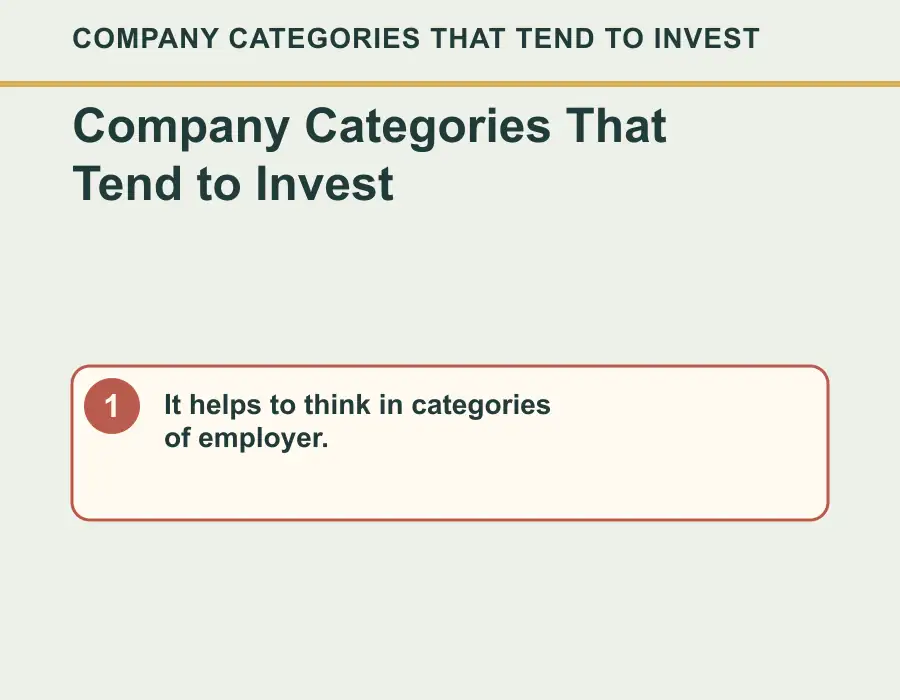 COMPANY CATEGORIES THAT TEND TO INVEST
Company Categories That
Tend to Invest
1
It helps to think in categories
of employer.